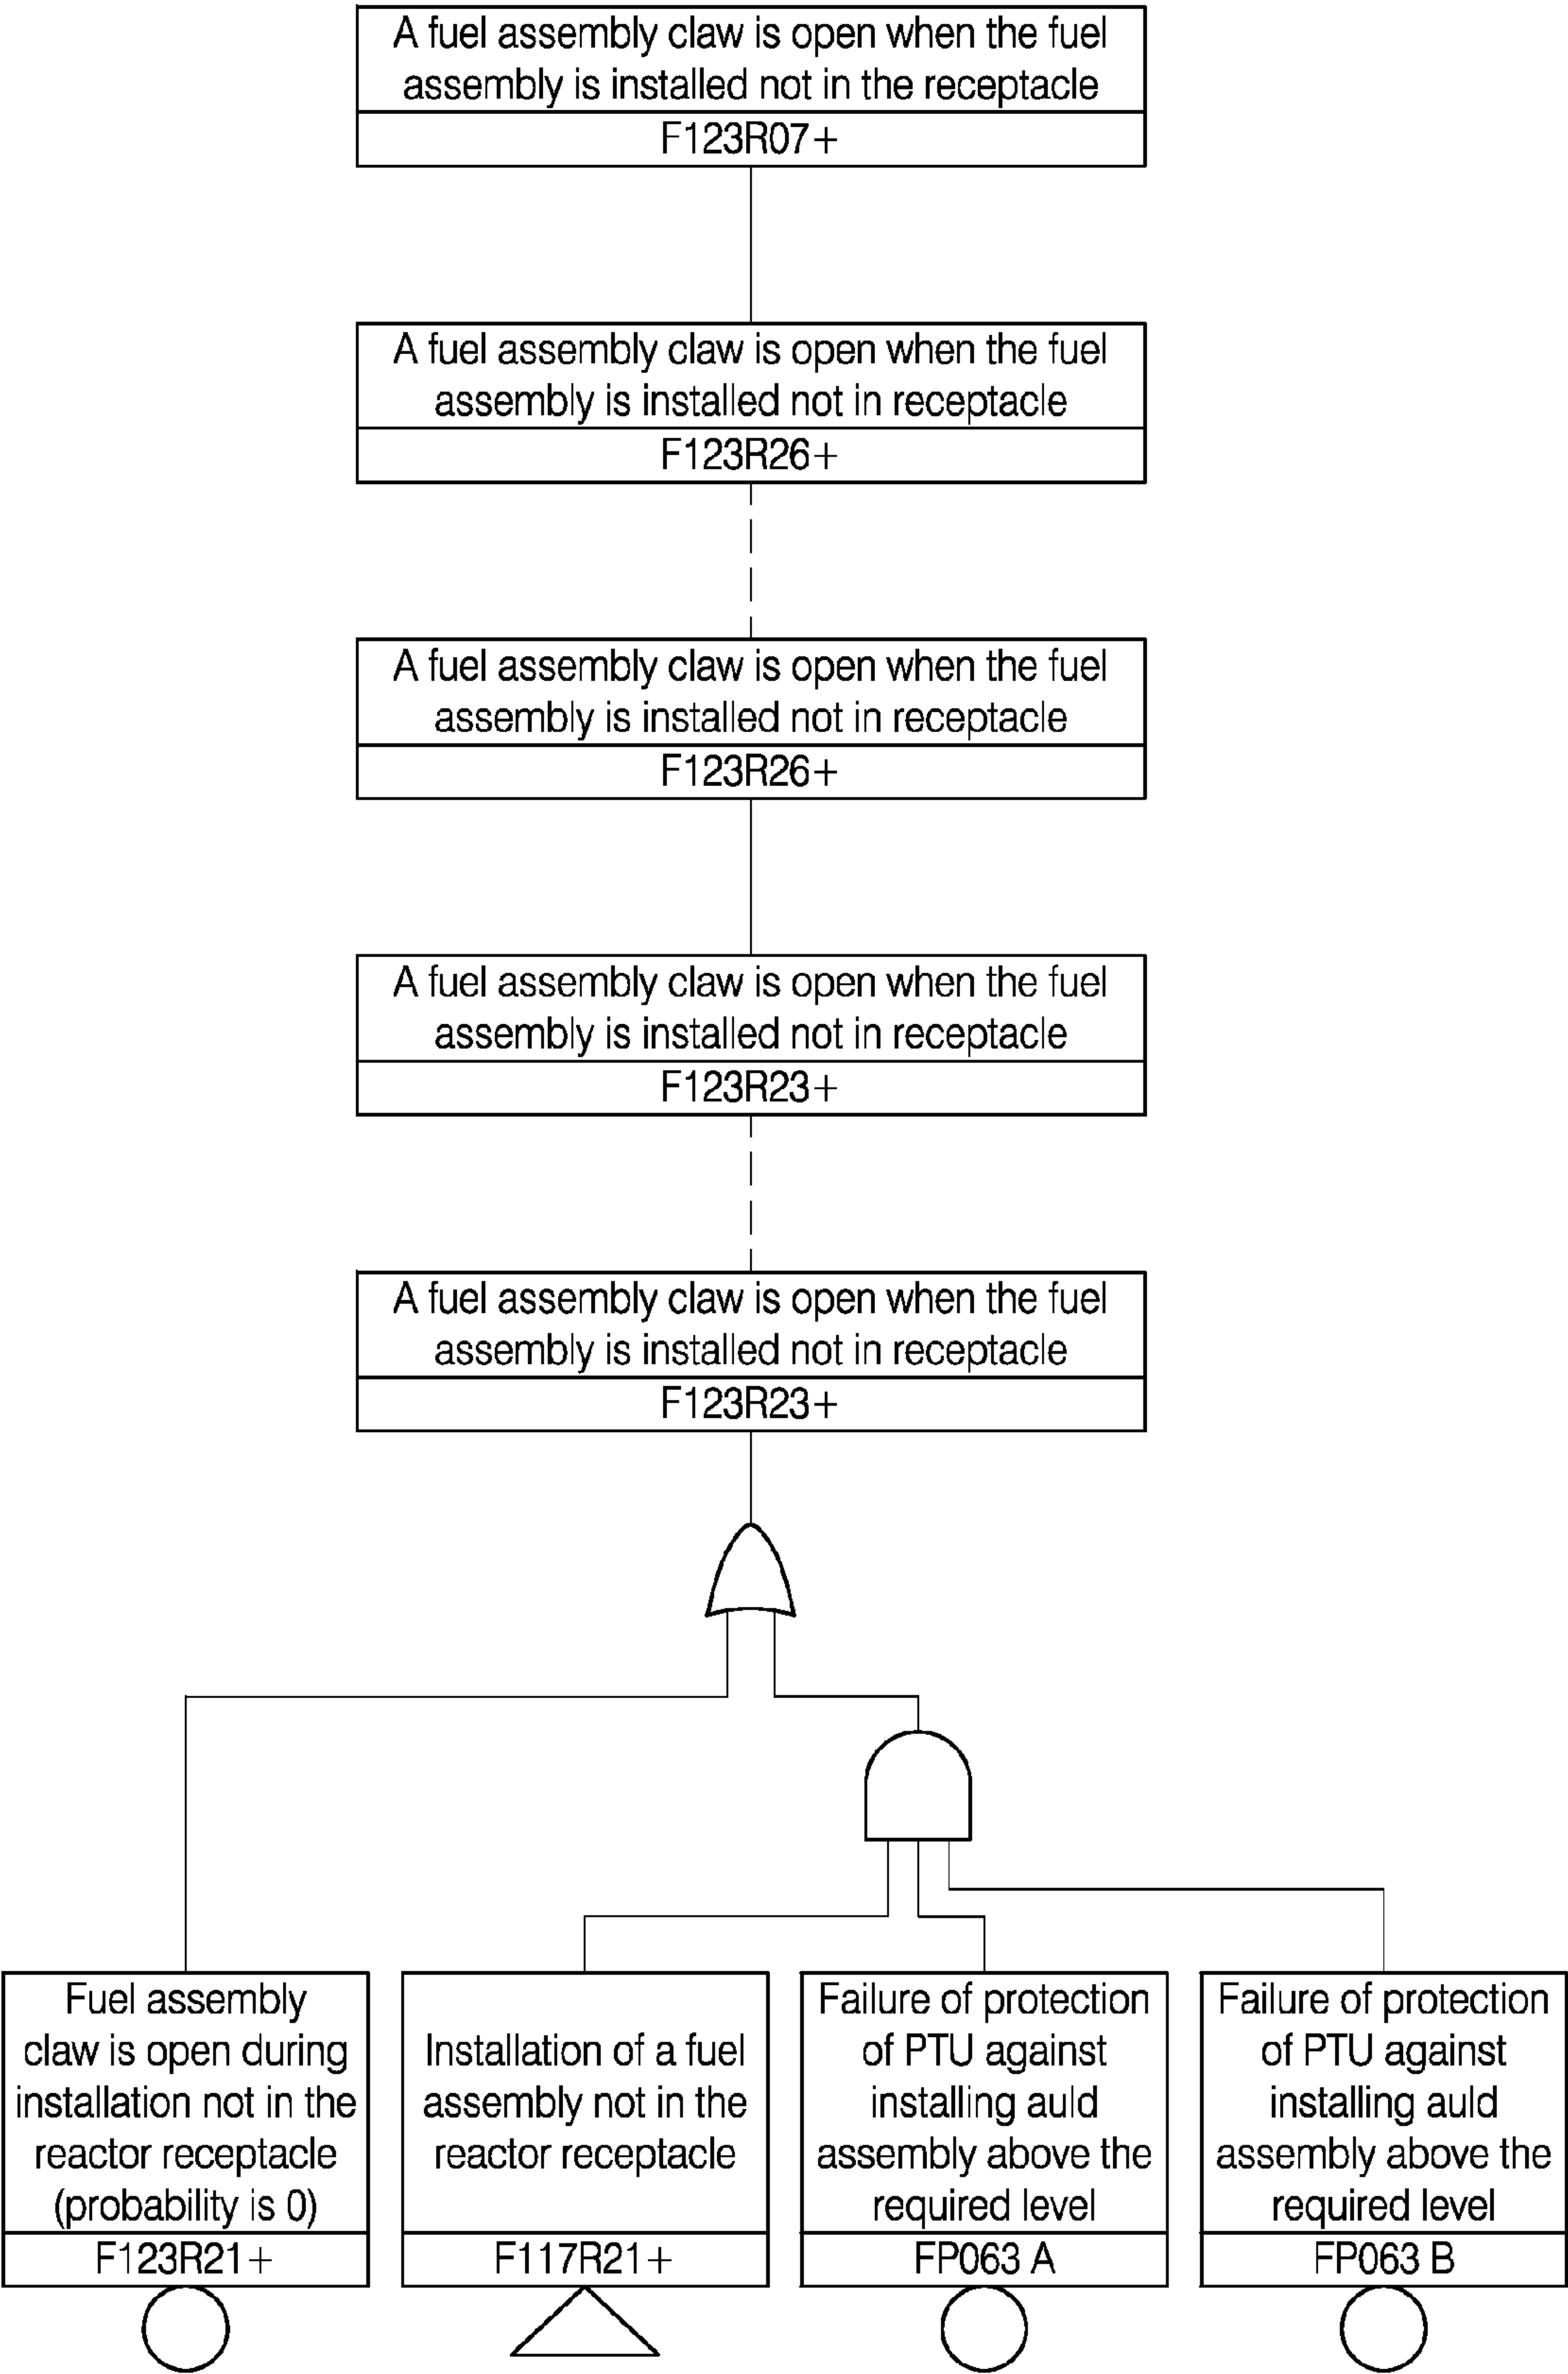 A fuel assembly claw is open when the fuel
assembly is installed not in the receptacle
F123R07+
A fuel assembly claw is open when the fuel
assembly is installed not in receptacle
F123R26+
A fuel assembly claw is open when the fuel
assembly is installed not in receptacle
F123R26+
A fuel assembly claw is open when the fuel
assembly is installed not in receptacle
F123R23+
A fuel assembly claw is open when the fuel
assembly is installed not in receptacle
F123R23+
Fuel assembly
claw is open during
installation not in the
reactor receptacle
(probability is 0)
F123R21+
Installation of a fuel
assembly not in the
reactor receptacle
F117R21+
Failure of protection
of PTU against
installing auld
assembly above the
required level
FP063 A
Failure of protection
of PTU against
installing auld
assembly above the
required level
FP063 B